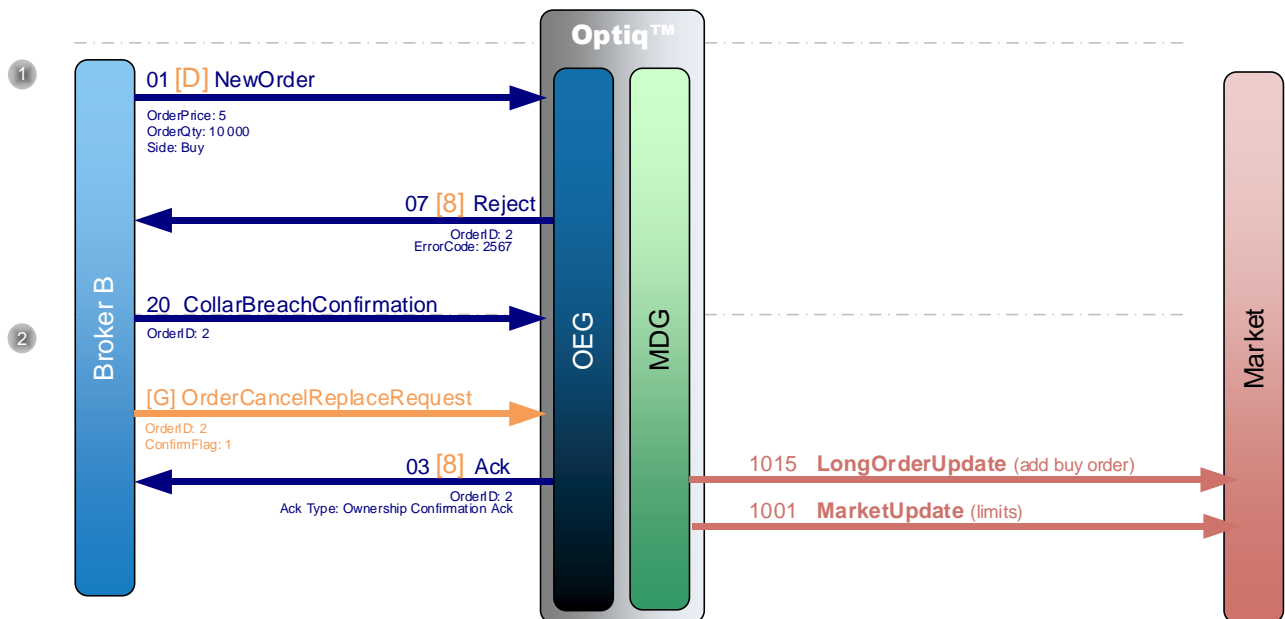 Optiq™
1
01 [D] NewOrder
OrderPrice: 5
OrderQty: 10 000
Side: Buy
07 [8] Reject
OrderID: 2
ErrorCode: 2567
20 CollarBreachConfirmation
OrderID: 2
2
[G] OrderCancelReplaceRequest
OrderID: 2
ConfirmFlag: 1
03 [8] Ack
OrderID: 2
Ack Type: Ownership Confirmation Ack
1015 LongOrderUpdate (add buy order)
1001 MarketUpdate (limits)
Broker B
OEG
MDG
Market